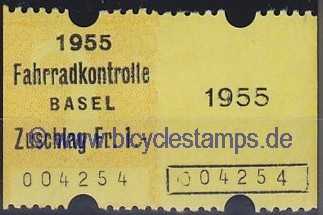 1955
Fahrradkontrolle
BASEL
Zuschlag Fr. 1.-
004254
1955
004254
© www.bicyclestamps.de